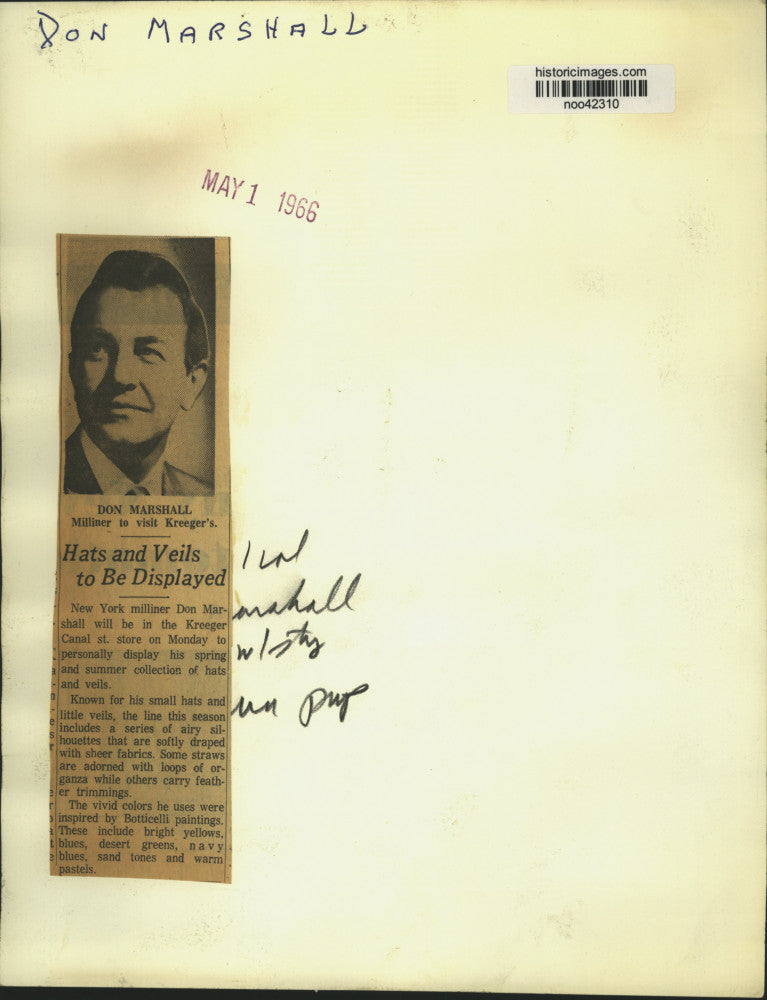 DON MARSHALL
historicimages.com
noo42310
MAY 1 1966
DON MARSHALL
Milliner to visit Kreeger's.
Hats and Veils
to Be Displayed
New York milliner Don Mar-
shall will be in the Kreeger
Canal st. store on Monday to
personally display his spring
and summer collection of hats
and veils.
Known for his small hats and
little veils, the line this season
includes a series of airy sil-
houettes that are softly draped
with sheer fabrics. Some straws
are adorned with loops of or-
ganza while others carry feath-
er trimmings.
The vivid colors he uses were
inspired by Botticelli paintings.
These include bright yellows,
blues, desert greens, navy
blues, sand tones and warm
pastels.
1 col
arshall
w/sty